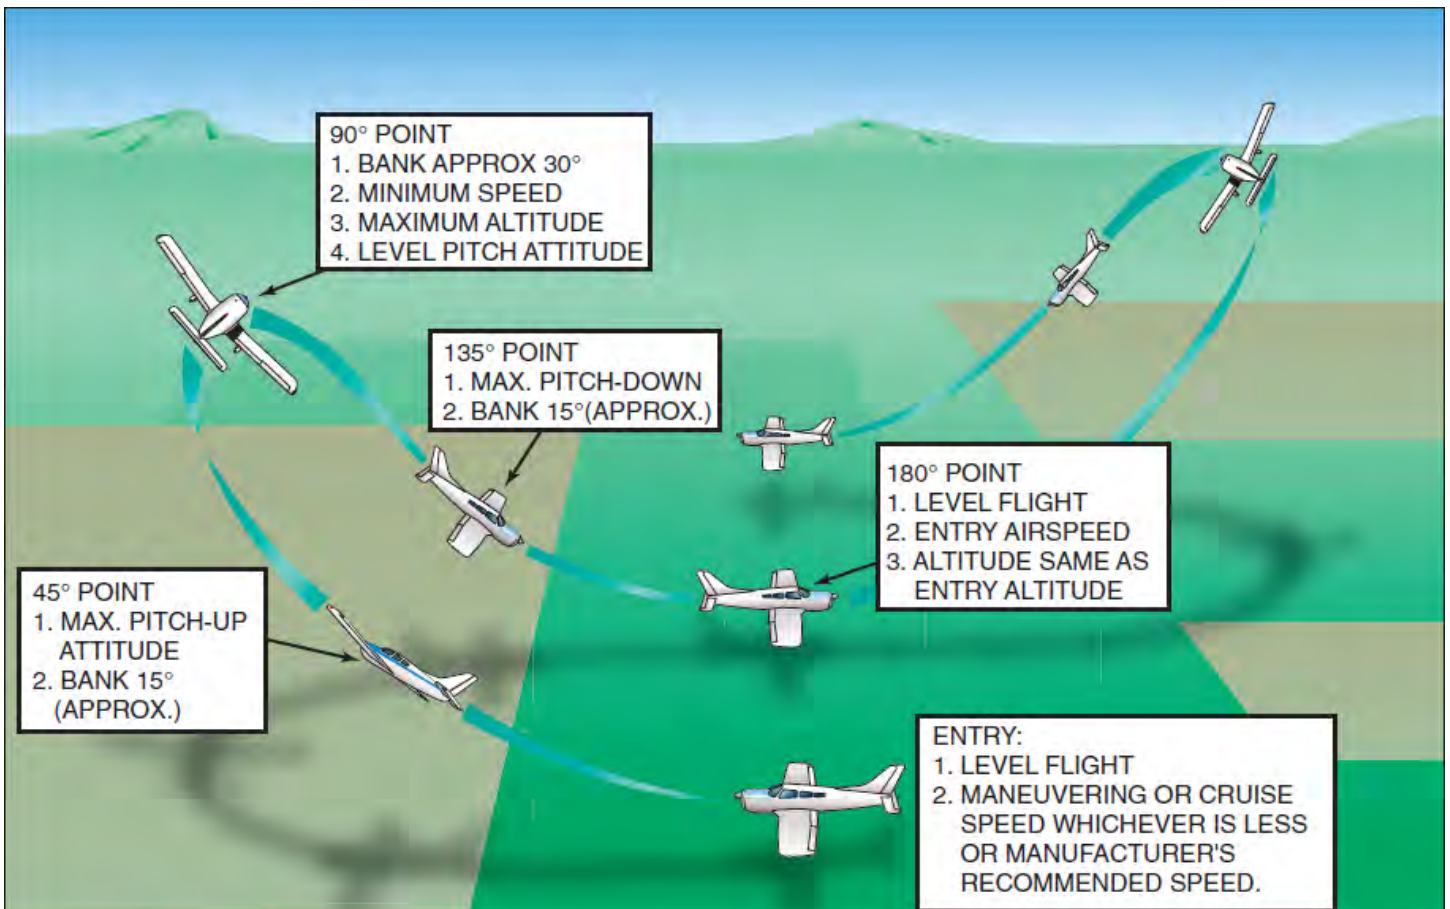 90° POINT
1. BANK APPROX 30°
2. MINIMUM SPEED
3. MAXIMUM ALTITUDE
4. LEVEL PITCH ATTITUDE
135° POINT
1. MAX. PITCH-DOWN
2. BANK 15°(APPROX.)
180° POINT
1. LEVEL FLIGHT
2. ENTRY AIRSPEED
3. ALTITUDE SAME AS
ENTRY ALTITUDE
45° POINT
1. MAX. PITCH-UP
ATTITUDE
2. BANK 15°
(APPROX.)
ENTRY:
1. LEVEL FLIGHT
2. MANEUVERING OR CRUISE
SPEED WHICHEVER IS LESS
OR MANUFACTURER'S
RECOMMENDED SPEED.